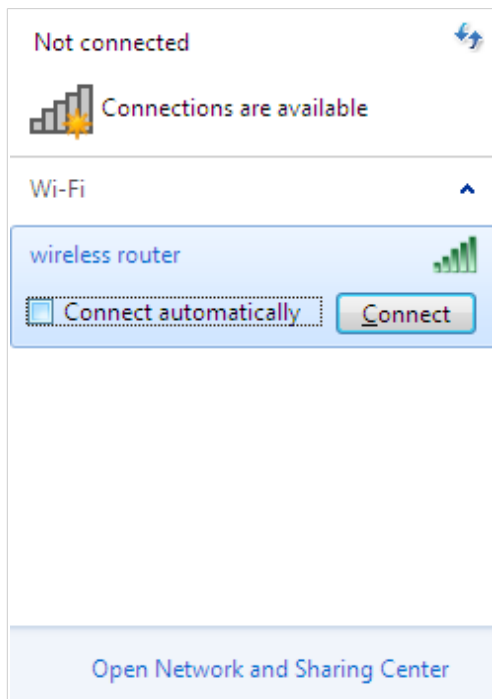 Not connected
Connections are available
Wi-Fi
wireless router
Connect automatically
Connect
Open Network and Sharing Center